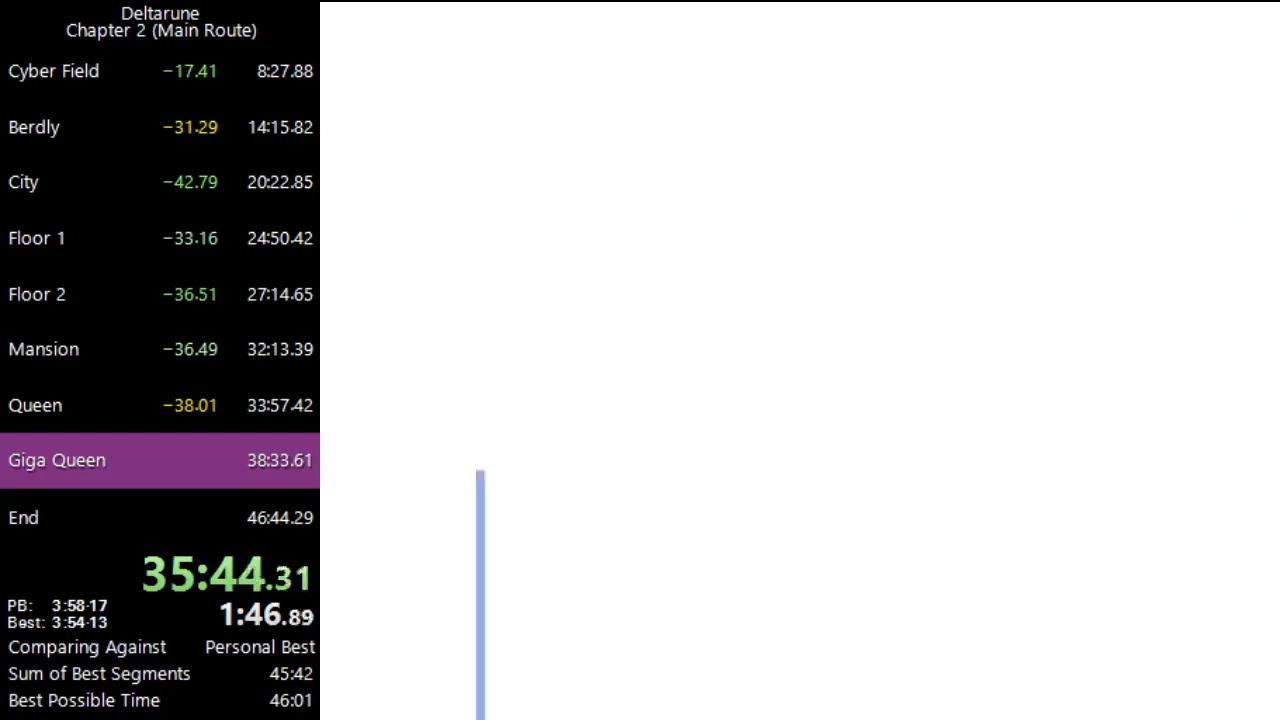 Deltarune
Chapter 2 (Main Route)
Cyber Field −17.41 8:27.88
Berdly −31.29 14:15.82
City −42.79 20:22.85
Floor 1 −33.16 24:50.42
Floor 2 −36.51 27:14.65
Mansion −36.49 32:13.39
Queen −38.01 33:57.42
Giga Queen 38:33.61
End 46:44.29
35:44.31
PB: 3:58.17
Best: 3:54.13
1:46.89
Comparing Against Personal Best
Sum of Best Segments 45:42
Best Possible Time 46:01